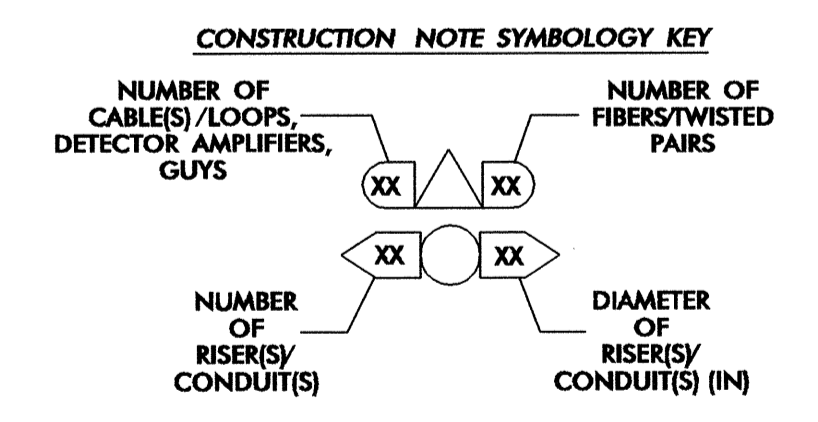 CONSTRUCTION NOTE SYMBOLOGY KEY
NUMBER OF
CABLE(S)/LOOPS,
DETECTOR AMPLIFIERS,
GUYS
NUMBER OF
FIBERS/TWISTED
PAIRS
XX
XX
XX
XX
NUMBER
OF
RISER(S)/
CONDUIT(S)
DIAMETER
OF
RISER(S)/
CONDUIT(S) (IN)